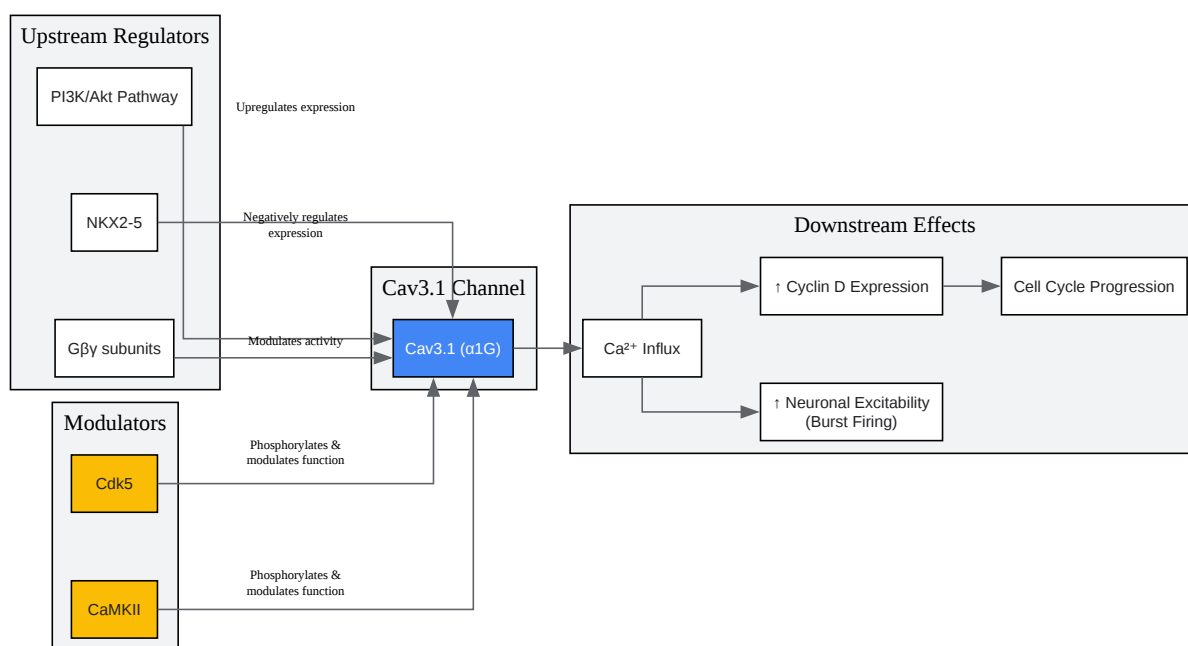 Upstream Regulators
PI3K/Akt Pathway
Upregulates expression
NKX2-5
Negatively regulates
expression
Gβγ subunits
Modulates activity
Cav3.1 Channel
Cav3.1 (α1G)
Downstream Effects
Ca²⁺ Influx
↑ Cyclin D Expression
Cell Cycle Progression
↑ Neuronal Excitability
(Burst Firing)
Modulators
Cdk5
Phosphorylates &
modulates function
CaMKII
Phosphorylates &
modulates function